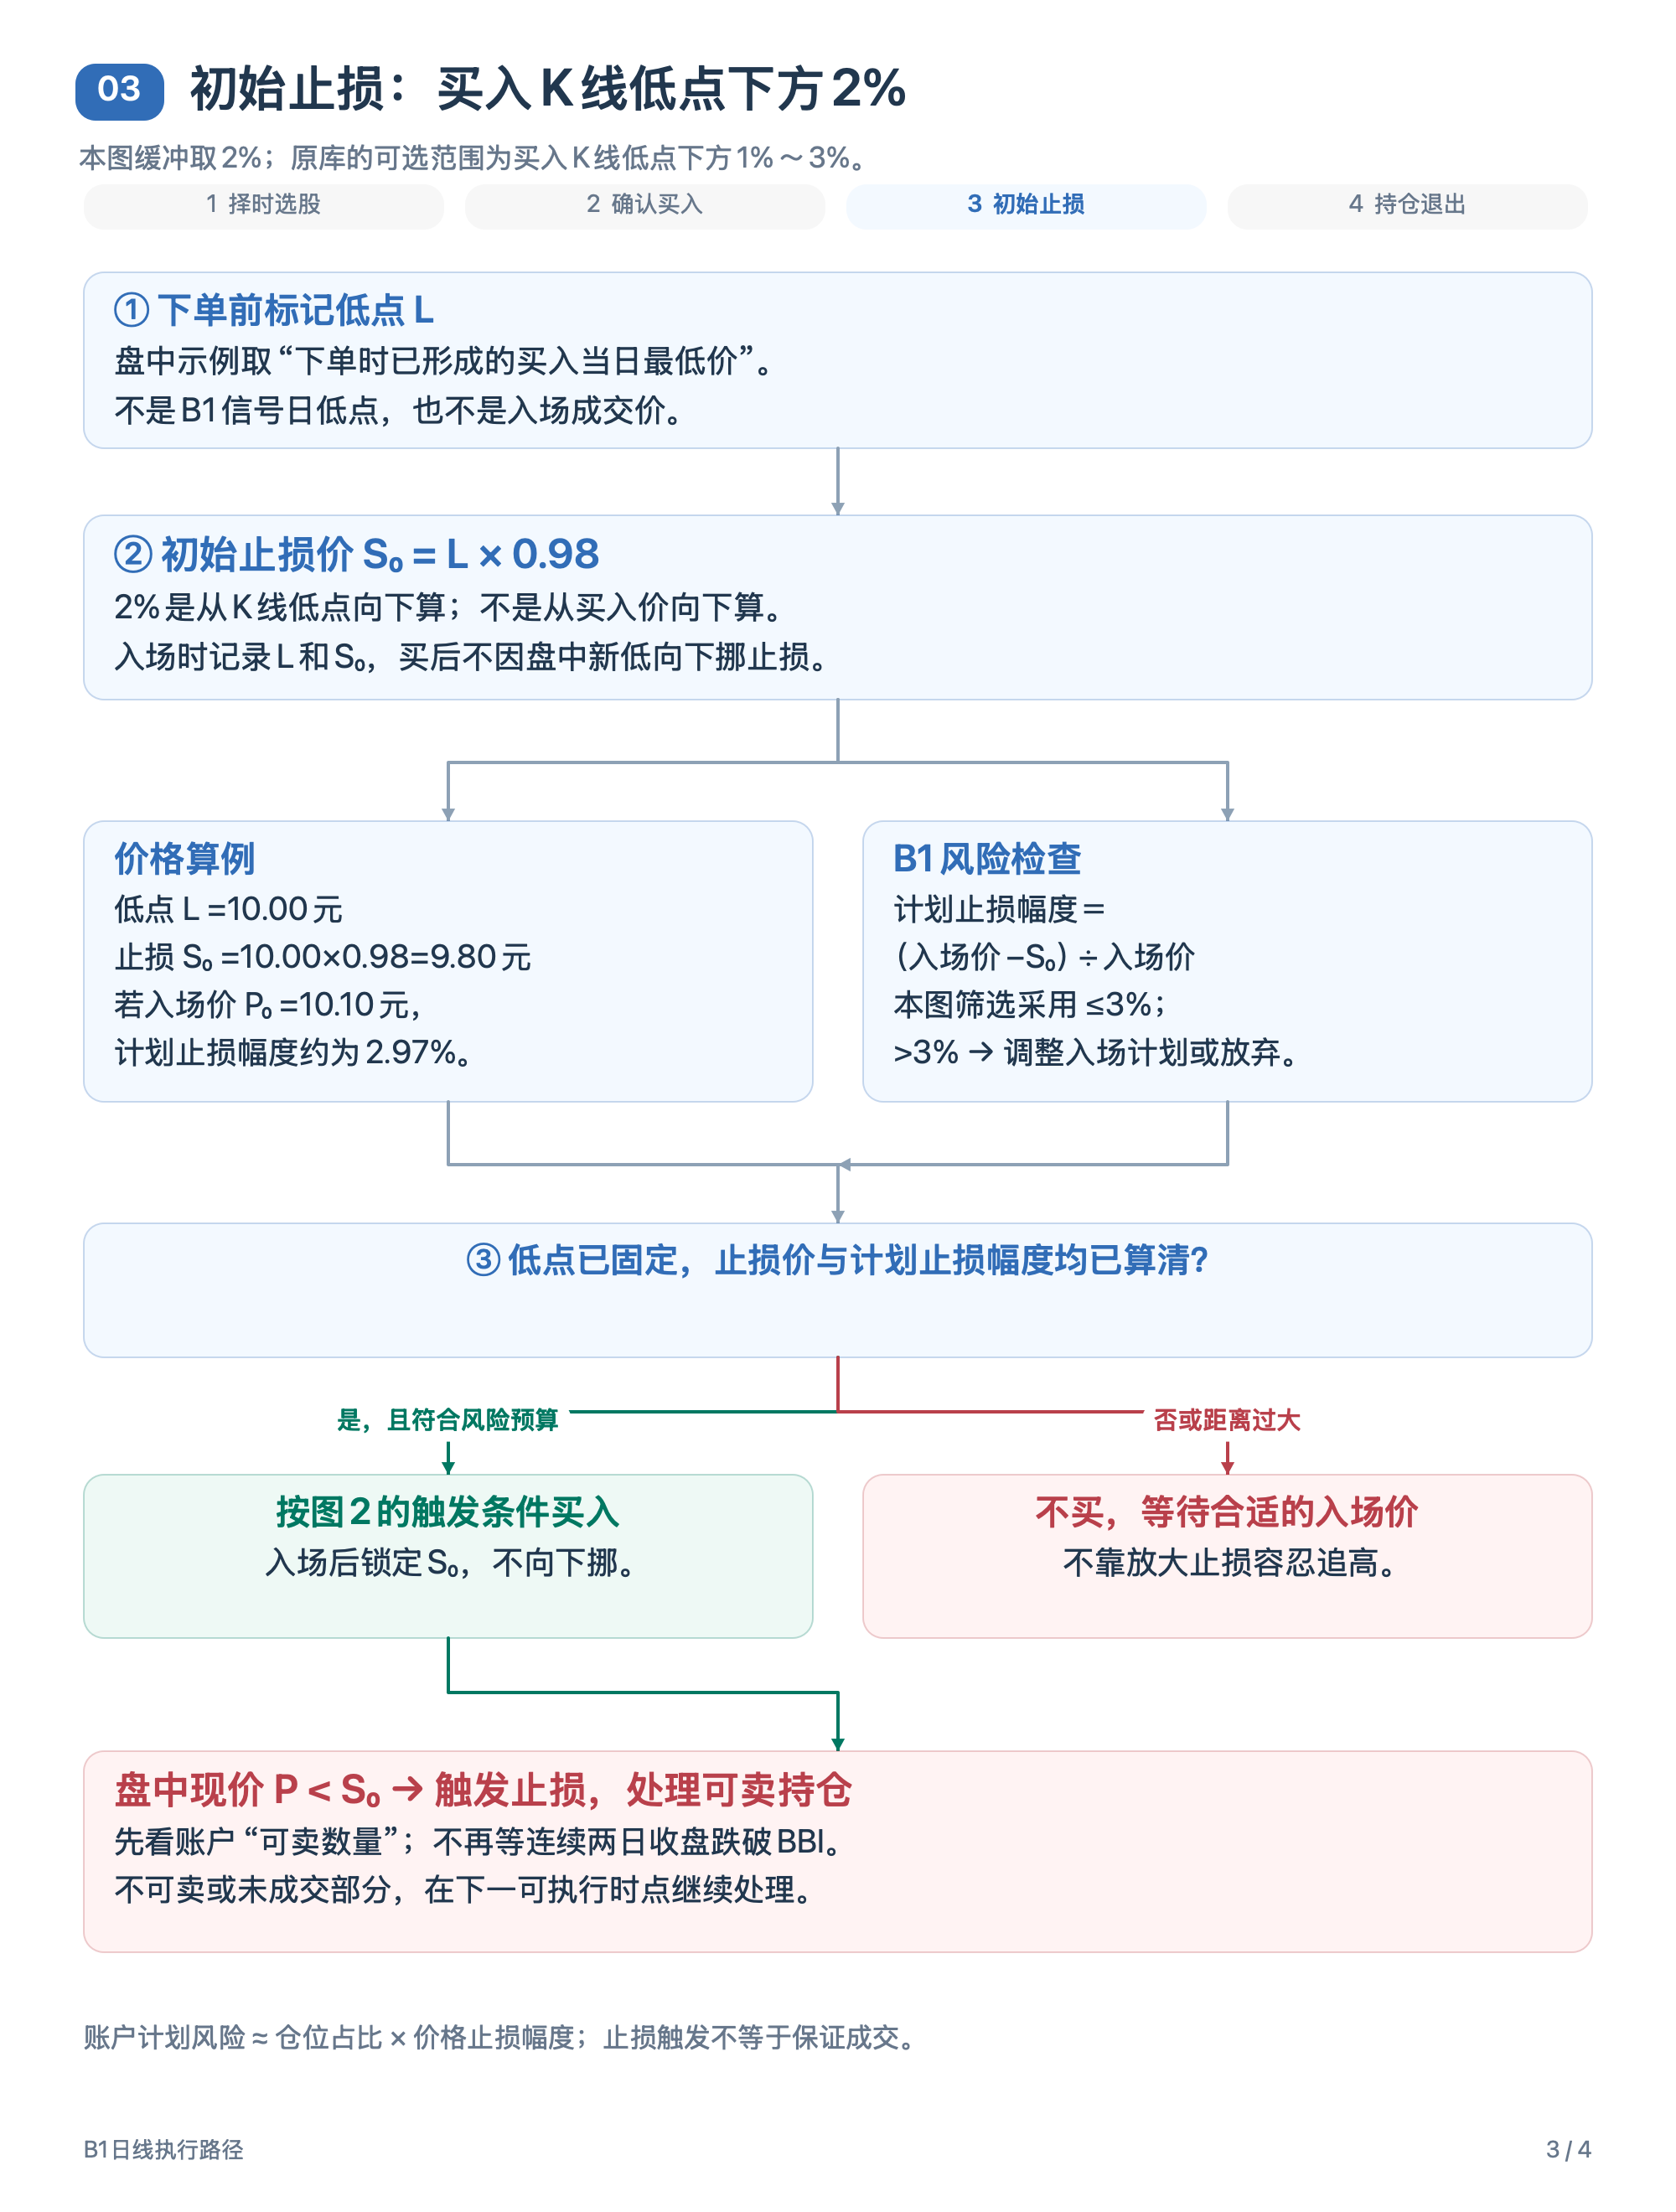 03 初始止损：买入K线低点下方2%
本图缓冲取2%；原库的可选范围为买入K线低点下方1%～3%。
1 择时选股
2 确认买入
3 初始止损
4 持仓退出
① 下单前标记低点 L
盘中示例取“下单时已形成的买入当日最低价”。
不是B1信号日低点，也不是入场成交价。
② 初始止损价 S₀ = L × 0.98
2%是从K线低点向下算；不是从买入价向下算。
入场时记录L和S₀，买后不因盘中新低向下挪止损。
价格算例
低点 L =10.00元
止损 S₀ =10.00×0.98=9.80元
若入场价 P₀ =10.10元，
计划止损幅度约为2.97%。
B1风险检查
计划止损幅度＝
（入场价−S₀）÷入场价
本图筛选采用 ≤3%；
>3% → 调整入场计划或放弃。
③ 低点已固定，止损价与计划止损幅度均已算清？
是，且符合风险预算
否或距离过大
按图2的触发条件买入
入场后锁定S₀，不向下挪。
不买，等待合适的入场价
不靠放大止损容忍追高。
盘中现价 P < S₀ → 触发止损，处理可卖持仓
先看账户“可卖数量”；不再等连续两日收盘跌破BBI。
不可卖或未成交部分，在下一可执行时点继续处理。
账户计划风险 ≈ 仓位占比 × 价格止损幅度；止损触发不等于保证成交。
B1日线执行路径
3 / 4